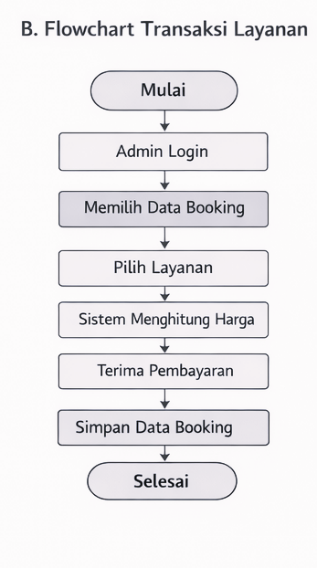 B. Flowchart Transaksi Layanan
Mulai
Admin Login
Memilih Data Booking
Pilih Layanan
Sistem Menghitung Harga
Terima Pembayaran
Simpan Data Booking
Selesai